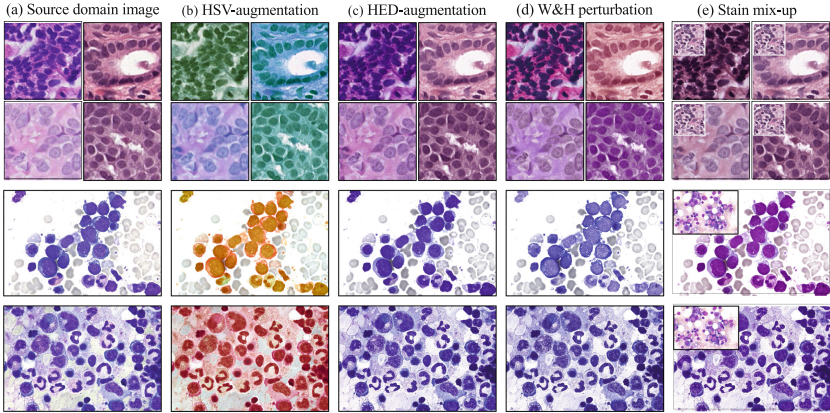 (a) Source domain image
(b) HSV-augmentation
(c) HED-augmentation
(d) W&H perturbation
(e) Stain mix-up